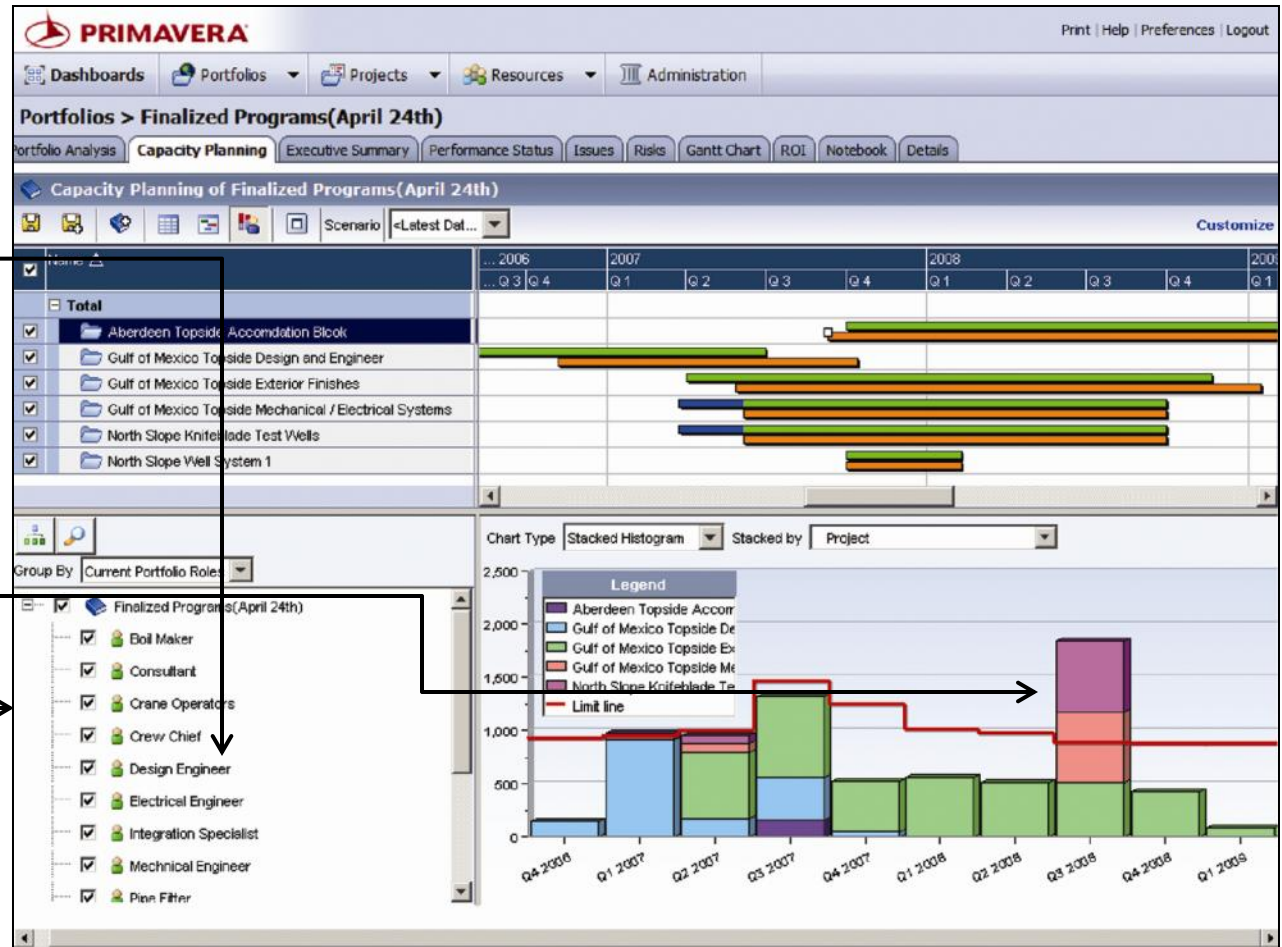 PRIMAVERA
Print | Help | Preferences | Logout
Dashboards Portfolios Projects Resources Administration
Portfolios > Finalized Programs(April 24th)
Portfolio Analysis Capacity Planning Executive Summary Performance Status Issues Risks Gantt Chart ROI Notebook Details
Capacity Planning of Finalized Programs(April 24th)
Scenario <Latest Dat... Customize
Name ... 2006 2007 2008 2009
... Q 3 Q 4 Q 1 Q 2 Q 3 Q 4 Q 1 Q 2 Q 3 Q 4 Q 1
Total
Aberdeen Topside Accomdation Blcok
Gulf of Mexico Topside Design and Engineer
Gulf of Mexico Topside Exterior Finishes
Gulf of Mexico Topside Mechanical / Electrical Systems
North Slope Knifeblade Test Wells
North Slope Well System 1
Group By Current Portfolio Roles
Finalized Programs(April 24th)
Boil Maker
Consultant
Crane Operators
Crew Chief
Design Engineer
Electrical Engineer
Integration Specialist
Mechnical Engineer
Pipe Fitter
Chart Type Stacked Histogram Stacked by Project
2,500
2,000
1,500
1,000
500
0
Legend
Aberdeen Topside Accom
Gulf of Mexico Topside De
Gulf of Mexico Topside Ex
Gulf of Mexico Topside Me
North Slope Knifeblade Te
Limit line
Q4 2006 Q1 2007 Q2 2007 Q3 2007 Q4 2007 Q1 2008 Q2 2008 Q3 2008 Q4 2008 Q1 2009